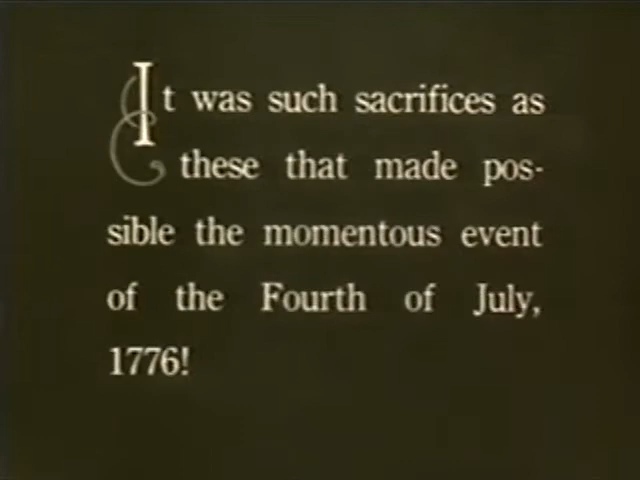 It was such sacrifices as
these that made pos-
sible the momentous event
of the Fourth of July,
1776!